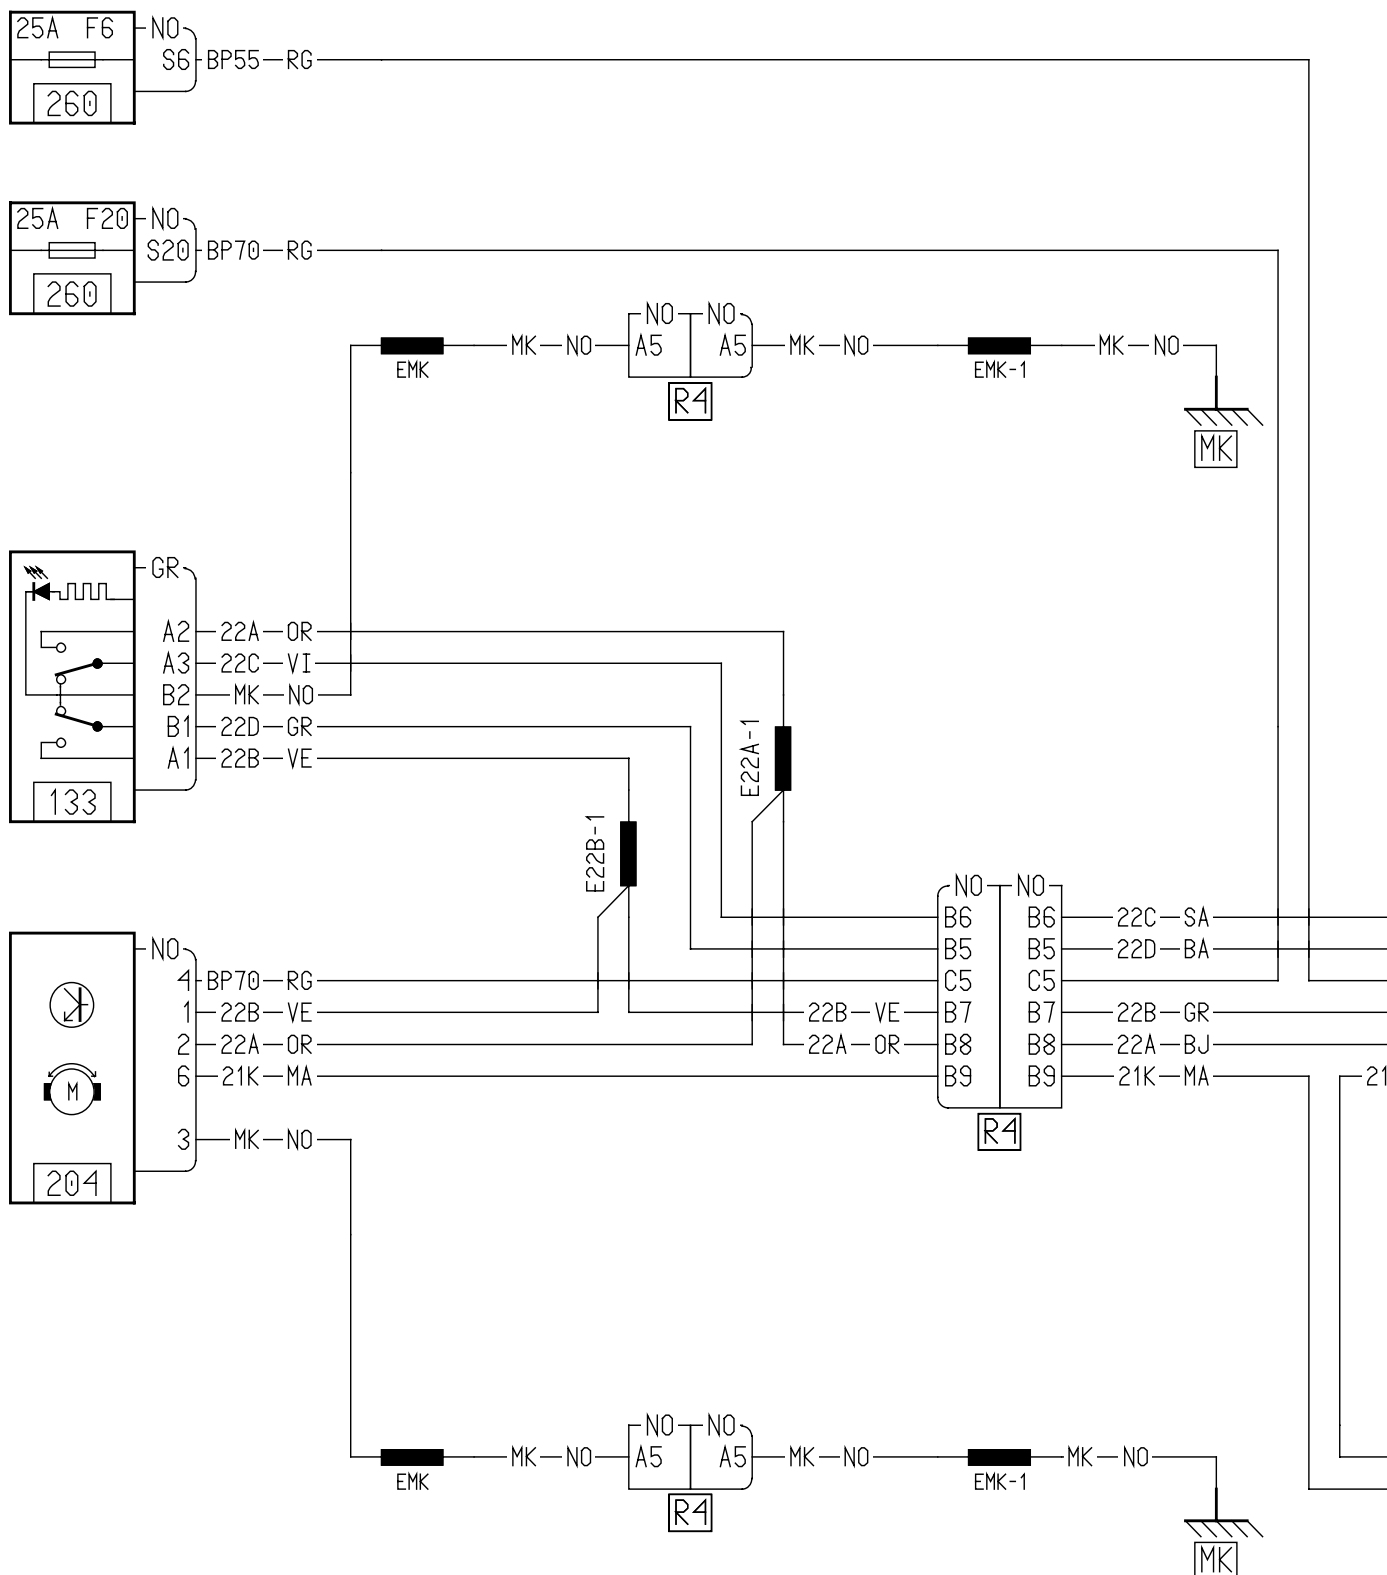 25A F6 NO
S6 BP55 RG
260
25A F20 NO
S20 BP70 RG
260
NO NO
MK NO A5 A5 MK NO MK NO
EMK EMK-1
R4
MK
GR
A2 22A OR
A3 22C VI
B2 MK NO
B1 22D GR
A1 22B VE
133
E22A-1
E22B-1
NO NO
B6 B6 22C SA
B5 B5 22D BA
NO
4 BP70 RG C5 C5
1 22B VE 22B VE B7 B7 22B GR
2 22A OR 22A OR B8 B8 22A BJ
6 21K MA B9 B9 21K MA 21
M
R4
3 MK NO
204
NO NO
MK NO A5 A5 MK NO MK NO
EMK EMK-1
R4
MK